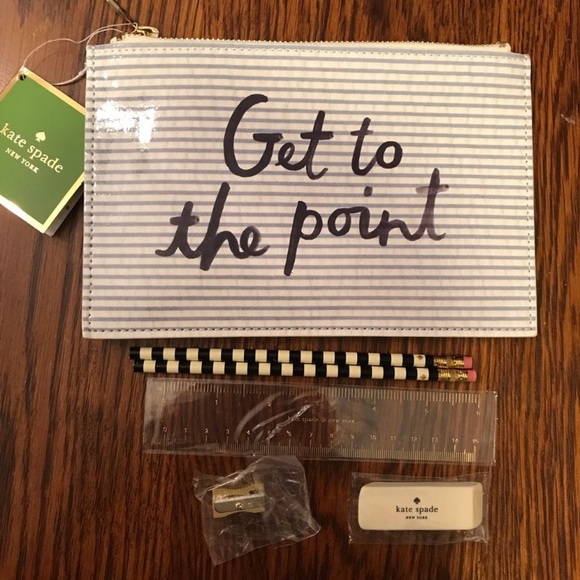 kate spade
NEW YORK
Get to
the point
kate spade
NEW YORK